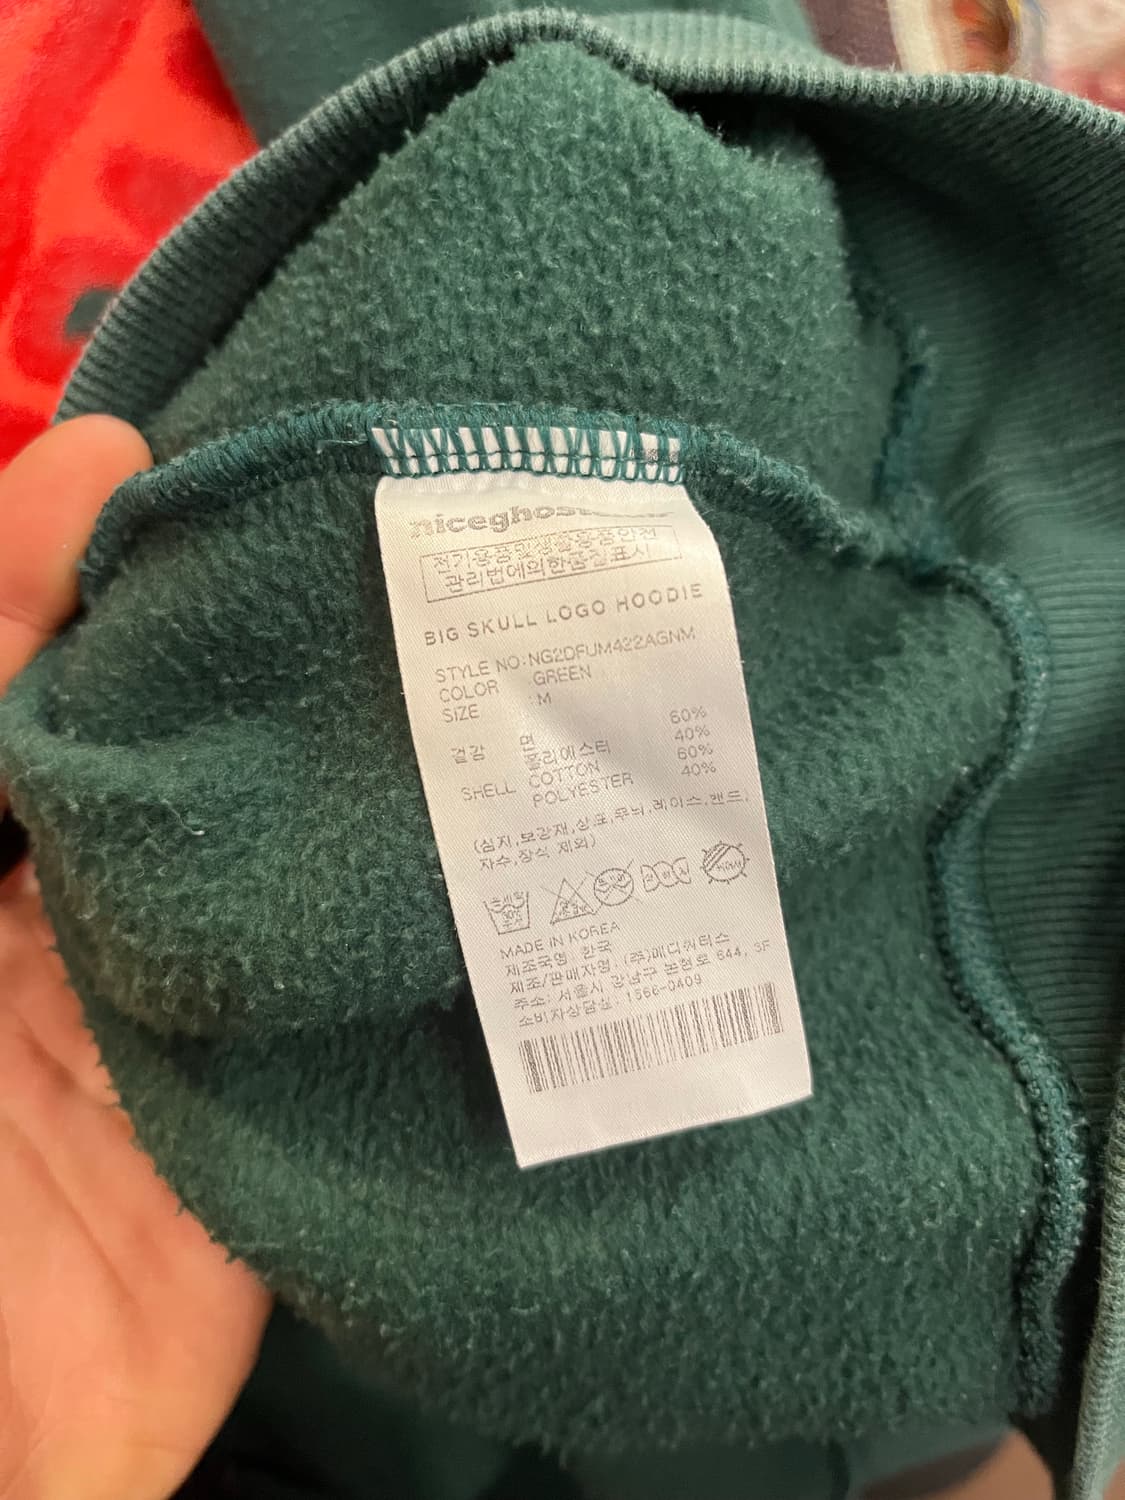 niceghost
전기용품및생활용품안전
관리법에의한품질표시
BIG SKULL LOGO HOODIE
STYLE NO:NG2DFUM422AGNM
COLOR GREEN
SIZE : M
겉감 면 60%
폴리에스터 40%
SHELL COTTON 60%
POLYESTER 40%
(심지,보강재,상표,무늬,레이스,밴드,
자수,장식 제외)
MADE IN KOREA
제조국명 한국
제조/판매자명, (주)메디쿼터스
주소: 서울시 강남구 논현로 644, 3F
소비자상담실: 1566-0409